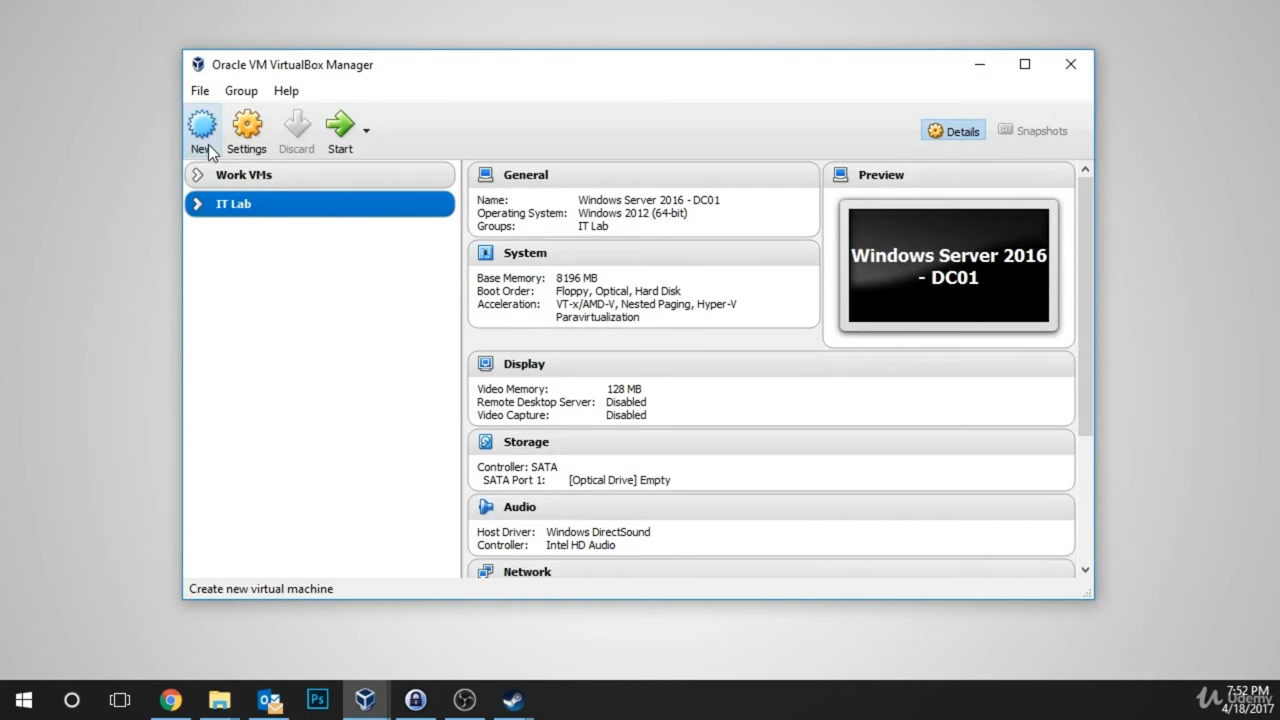 Oracle VM VirtualBox Manager
File Group Help
New Settings Discard Start
Details Snapshots
Work VMs
IT Lab
General
Name: Windows Server 2016 - DC01
Operating System: Windows 2012 (64-bit)
Groups: IT Lab
System
Base Memory: 8196 MB
Boot Order: Floppy, Optical, Hard Disk
Acceleration: VT-x/AMD-V, Nested Paging, Hyper-V
Paravirtualization
Preview
Windows Server 2016
- DC01
Display
Video Memory: 128 MB
Remote Desktop Server: Disabled
Video Capture: Disabled
Storage
Controller: SATA
SATA Port 1: [Optical Drive] Empty
Audio
Host Driver: Windows DirectSound
Controller: Intel HD Audio
Network
Create new virtual machine
Ps
7:52 PM
Udemy
4/18/2017